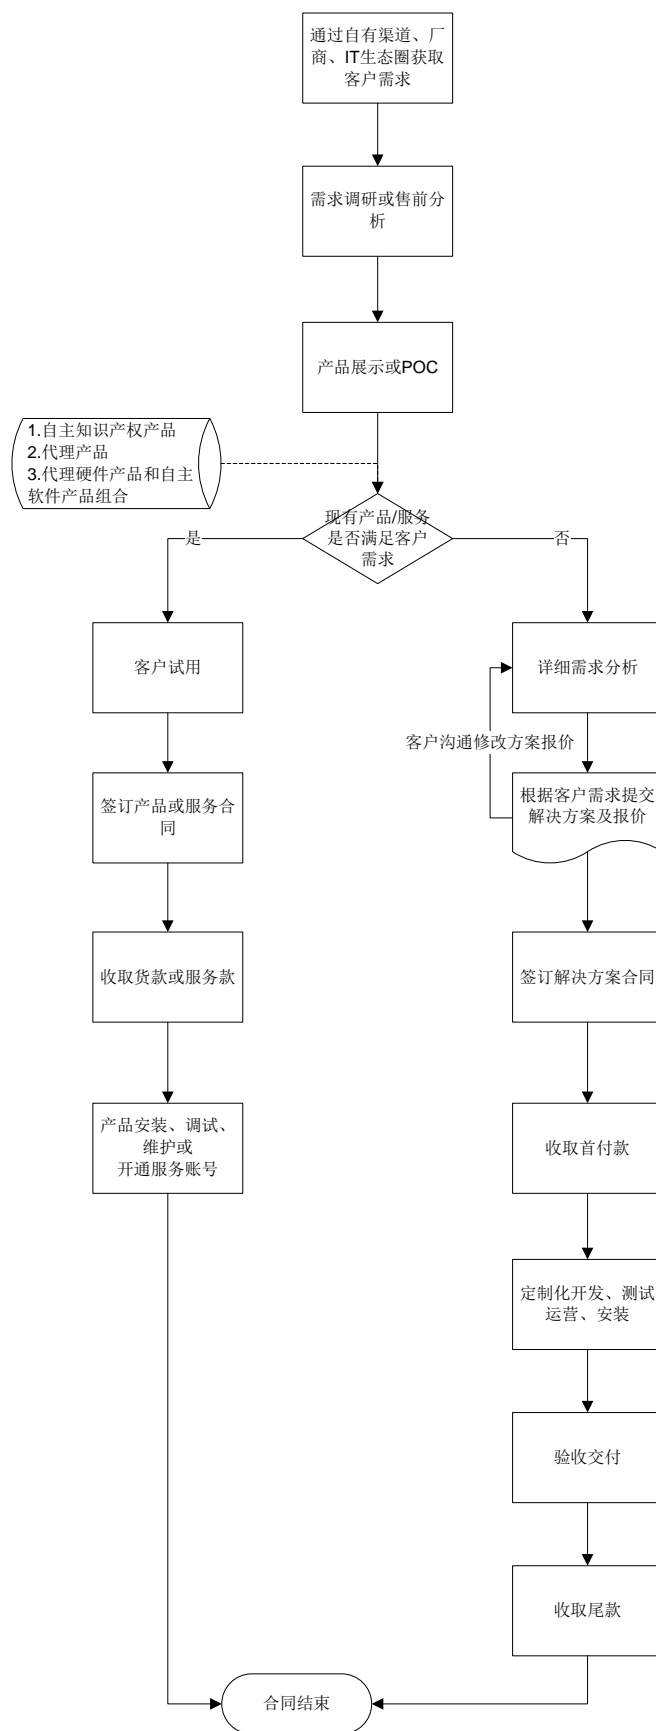 通过自有渠道、厂
商、IT生态圈获取
客户需求
需求调研或售前分
析
产品展示或POC
1.自主知识产权产品
2.代理产品
3.代理硬件产品和自主
软件产品组合
现有产品/服务
是否满足客户
需求
是
否
客户试用
详细需求分析
客户沟通修改方案报价
签订产品或服务合
同
根据客户需求提交
解决方案及报价
收取货款或服务款
签订解决方案合同
产品安装、调试、
维护或
开通服务账号
收取首付款
定制化开发、测试
运营、安装
验收交付
收取尾款
合同结束